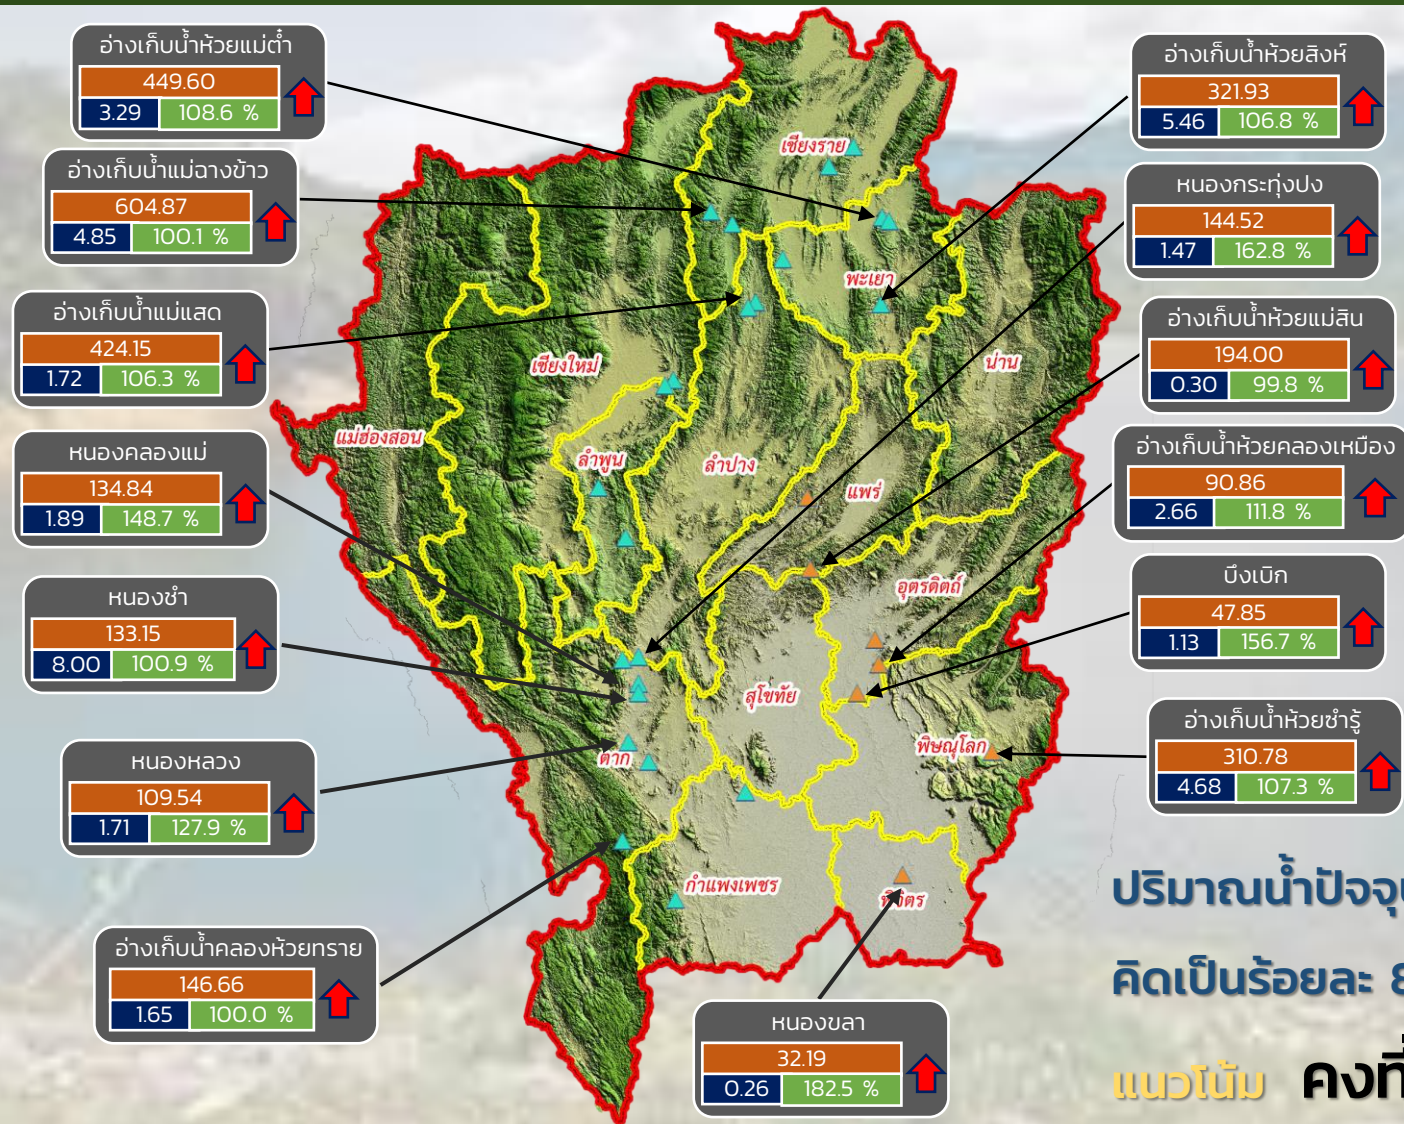 อ่างเก็บน้ำห้วยแม่ต๋ำ
449.60
3.29 108.6 %
อ่างเก็บน้ำแม่ฉางข้าว
604.87
4.85 100.1 %
อ่างเก็บน้ำแม่แสด
424.15
1.72 106.3 %
หนองคลองแม่
134.84
1.89 148.7 %
หนองชำ
133.15
8.00 100.9 %
หนองหลวง
109.54
1.71 127.9 %
อ่างเก็บน้ำคลองห้วยทราย
146.66
1.65 100.0 %
เชียงราย
พะเยา
น่าน
เชียงใหม่
แม่ฮ่องสอน
ลำพูน
ลำปาง
แพร่
อุตรดิตถ์
สุโขทัย
ตาก
พิษณุโลก
กำแพงเพชร
พิจิตร
หนองขลา
32.19
0.26 182.5 %
อ่างเก็บน้ำห้วยสิงห์
321.93
5.46 106.8 %
หนองกระทุ่งปง
144.52
1.47 162.8 %
อ่างเก็บน้ำห้วยแม่สิน
194.00
0.30 99.8 %
อ่างเก็บน้ำห้วยคลองเหมือง
90.86
2.66 111.8 %
บึงเบิก
47.85
1.13 156.7 %
อ่างเก็บน้ำห้วยซำรู้
310.78
4.68 107.3 %
ปริมาณน้ำปัจจุ
คิดเป็นร้อยละ 8
แนวโน้ม คงที่